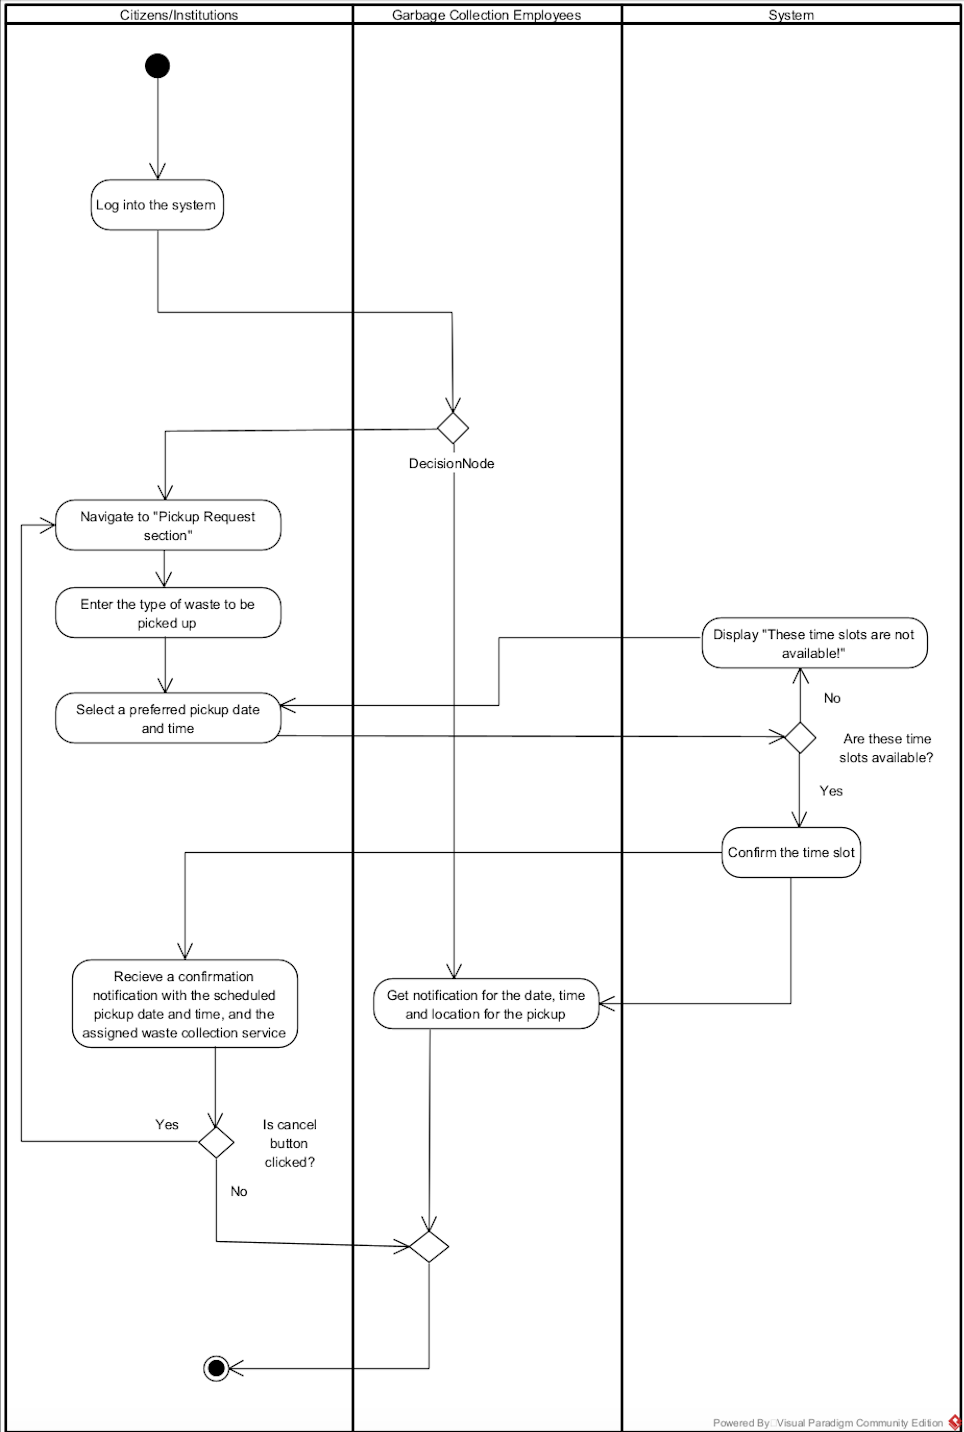 Citizens/Institutions
Garbage Collection Employees
System
Log into the system
DecisionNode
Navigate to "Pickup Request
section"
Enter the type of waste to be
picked up
Display "These time slots are not
available!"
No
Select a preferred pickup date
and time
Are these time
slots available?
Yes
Confirm the time slot
Recieve a confirmation
notification with the scheduled
pickup date and time, and the
assigned waste collection service
Get notification for the date, time
and location for the pickup
Yes
Is cancel
button
clicked?
No
Powered By Visual Paradigm Community Edition